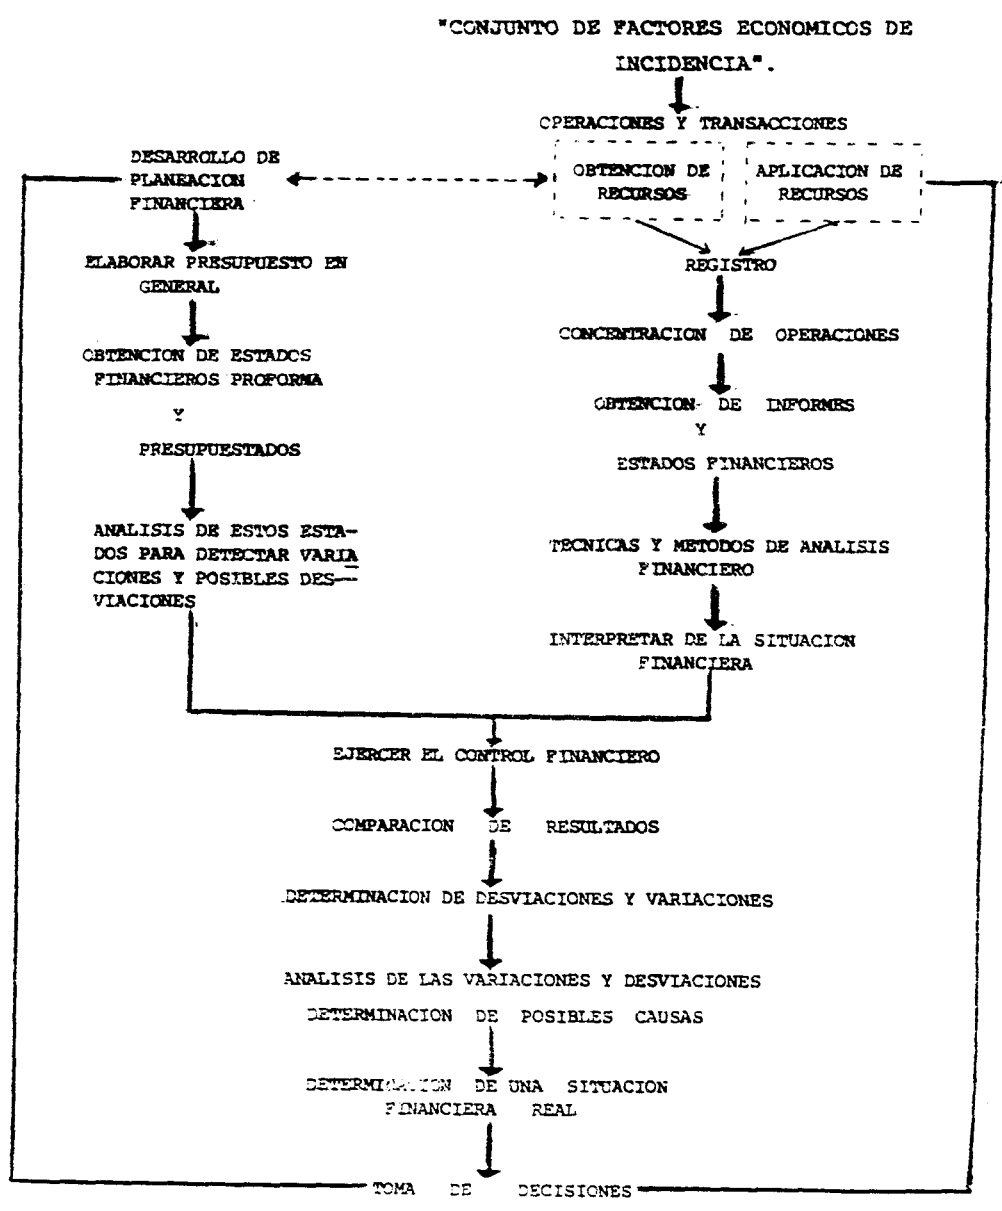 "CONJUNTO DE FACTORES ECONOMICOS DE
INCIDENCIA".
OPERACIONES Y TRANSACCIONES
OBTENCION DE
RECURSOS
APLICACION DE
RECURSOS
DESARROLLO DE
PLANEACION
FINANCIERA
ELABORAR PRESUPUESTO EN
GENERAL
OBTENCION DE ESTADOS
FINANCIEROS PROFORMA
Y
PRESUPUESTADOS
ANALISIS DE ESTOS ESTA-
DOS PARA DETECTAR VARIA
CIONES Y POSIBLES DES-
VIACIONES
REGISTRO
CONCENTRACION DE OPERACIONES
OBTENCION DE INFORMES
Y
ESTADOS FINANCIEROS
TECNICAS Y METODOS DE ANALISIS
FINANCIERO
INTERPRETAR DE LA SITUACION
FINANCIERA
EJERCER EL CONTROL FINANCIERO
COMPARACION DE RESULTADOS
DETERMINACION DE DESVIACIONES Y VARIACIONES
ANALISIS DE LAS VARIACIONES Y DESVIACIONES
DETERMINACION DE POSIBLES CAUSAS
DETERMINACION DE UNA SITUACION
FINANCIERA REAL
TOMA DE DECISIONES